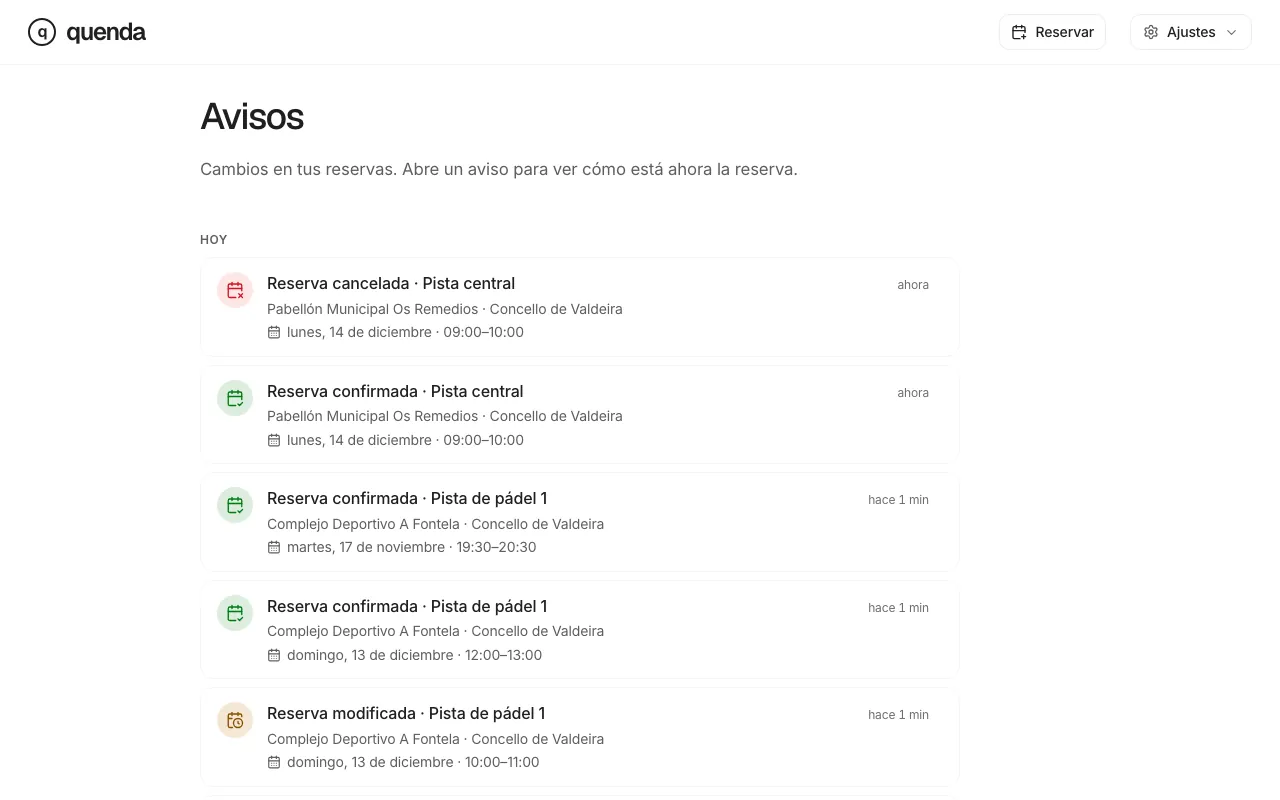 q quenda
Reservar
Ajustes
Avisos
Cambios en tus reservas. Abre un aviso para ver cómo está ahora la reserva.
HOY
Reserva cancelada · Pista central
ahora
Pabellón Municipal Os Remedios · Concello de Valdeira
lunes, 14 de diciembre · 09:00–10:00
Reserva confirmada · Pista central
ahora
Pabellón Municipal Os Remedios · Concello de Valdeira
lunes, 14 de diciembre · 09:00–10:00
Reserva confirmada · Pista de pádel 1
hace 1 min
Complejo Deportivo A Fontela · Concello de Valdeira
martes, 17 de noviembre · 19:30–20:30
Reserva confirmada · Pista de pádel 1
hace 1 min
Complejo Deportivo A Fontela · Concello de Valdeira
domingo, 13 de diciembre · 12:00–13:00
Reserva modificada · Pista de pádel 1
hace 1 min
Complejo Deportivo A Fontela · Concello de Valdeira
domingo, 13 de diciembre · 10:00–11:00